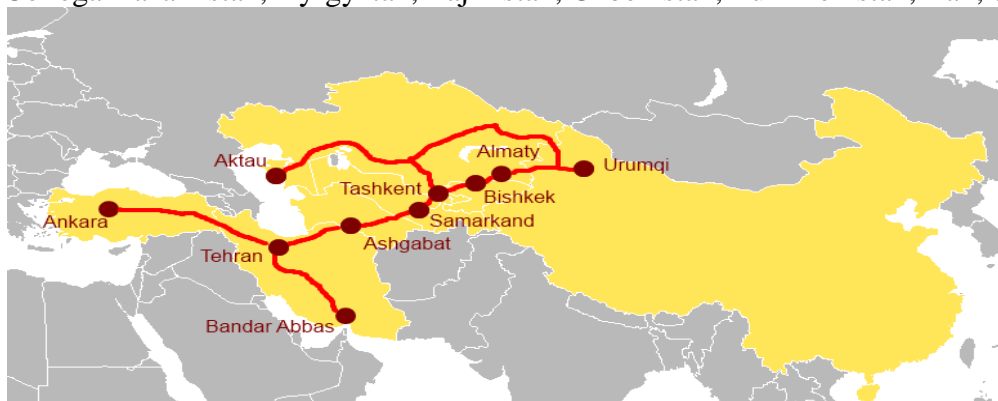 Aktau
Almaty
Urumqi
Tashkent
Bishkek
Ankara
Samarkand
Ashgabat
Tehran
Bandar Abbas